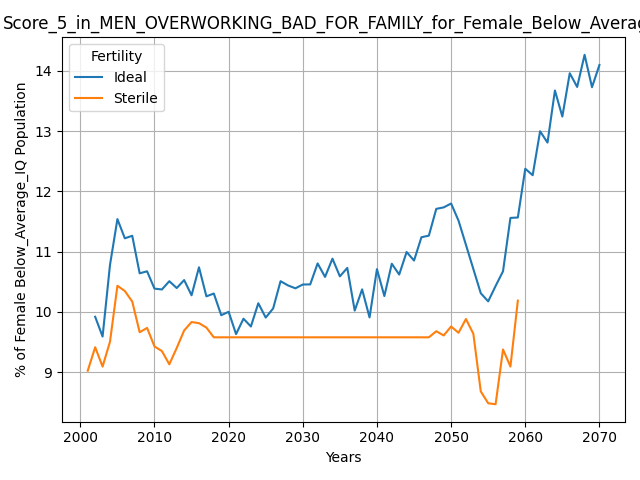 Score_5_in_MEN_OVERWORKING_BAD_FOR_FAMILY_for_Female_Below_Averag
Fertility
Ideal
Sterile
% of Female Below_Average_IQ Population
14
13
12
11
10
9
2000 2010 2020 2030 2040 2050 2060 2070
Years